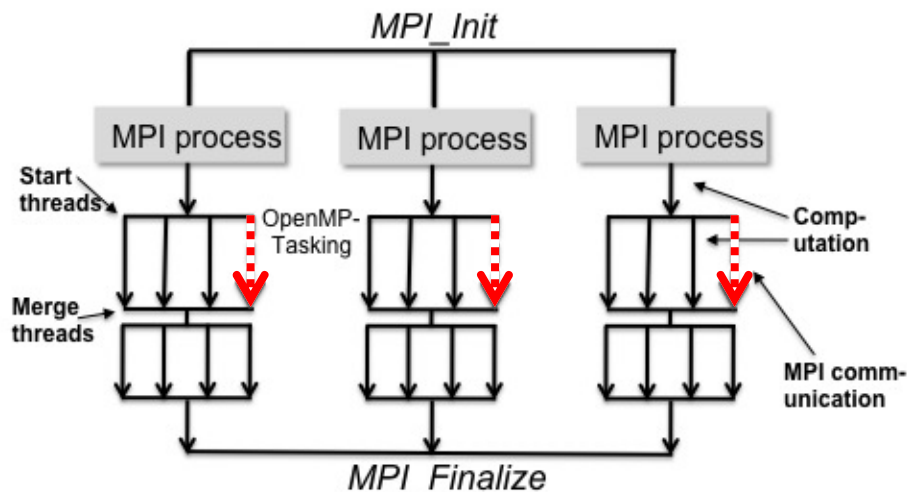 MPI_Init
MPI process
MPI process
MPI process
Start
threads
OpenMP-
Tasking
Comp-
utation
Merge
threads
MPI comm-
unication
MPI_Finalize